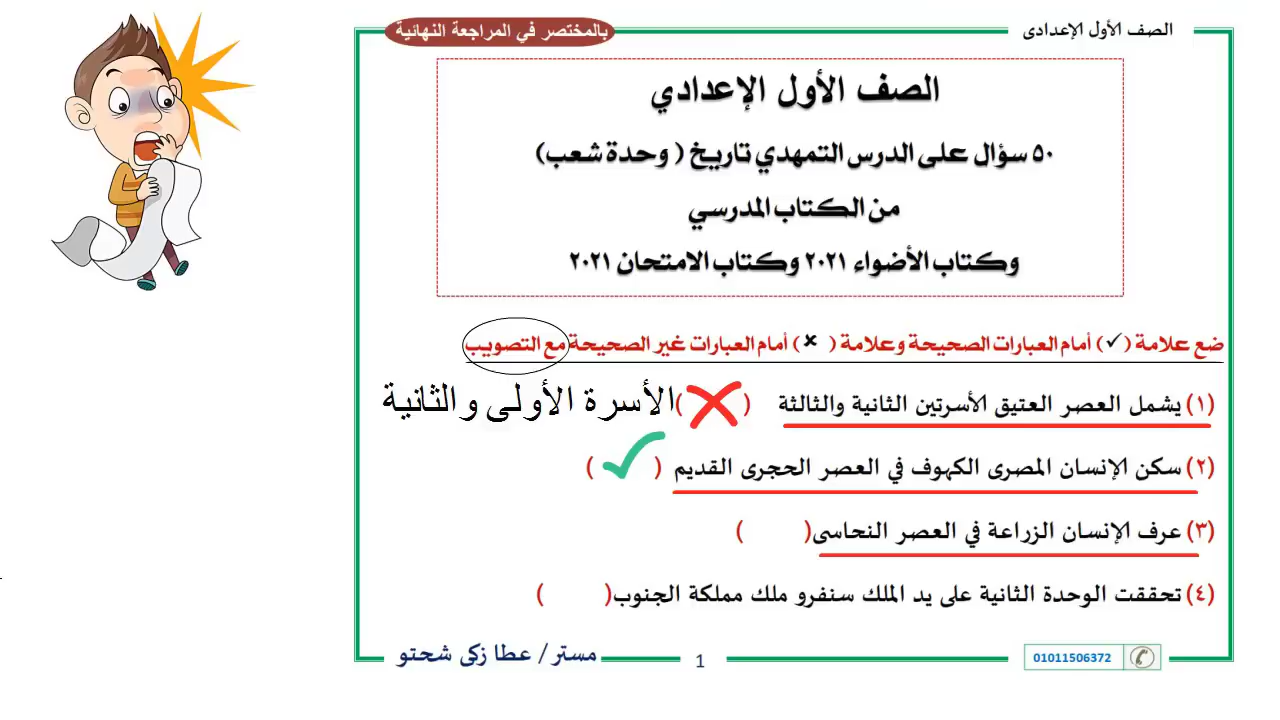 الصف الأول الإعدادى
بالمختصر في المراجعة النهائية
الصف الأول الإعدادي
٥٠ سؤال على الدرس التمهدي تاريخ ( وحدة شعب)
من الكتاب المدرسي
وكتاب الأضواء ٢٠٢١ وكتاب الامتحان ٢٠٢١
ضع علامة (✓) أمام العبارات الصحيحة وعلامة ( ✗ ) أمام العبارات غير الصحيحة مع التصويب
(١) يشمل العصر العتيق الأسرتين الثانية والثالثة ( ✗ ) الأسرة الأولى والثانية
(٢) سكن الإنسان المصرى الكهوف في العصر الحجرى القديم ( ✓ )
(٣) عرف الإنسان الزراعة في العصر النحاسى ( )
(٤) تحققت الوحدة الثانية على يد الملك سنفرو ملك مملكة الجنوب ( )
01011506372
1
مستر/ عطا زكى شحتو